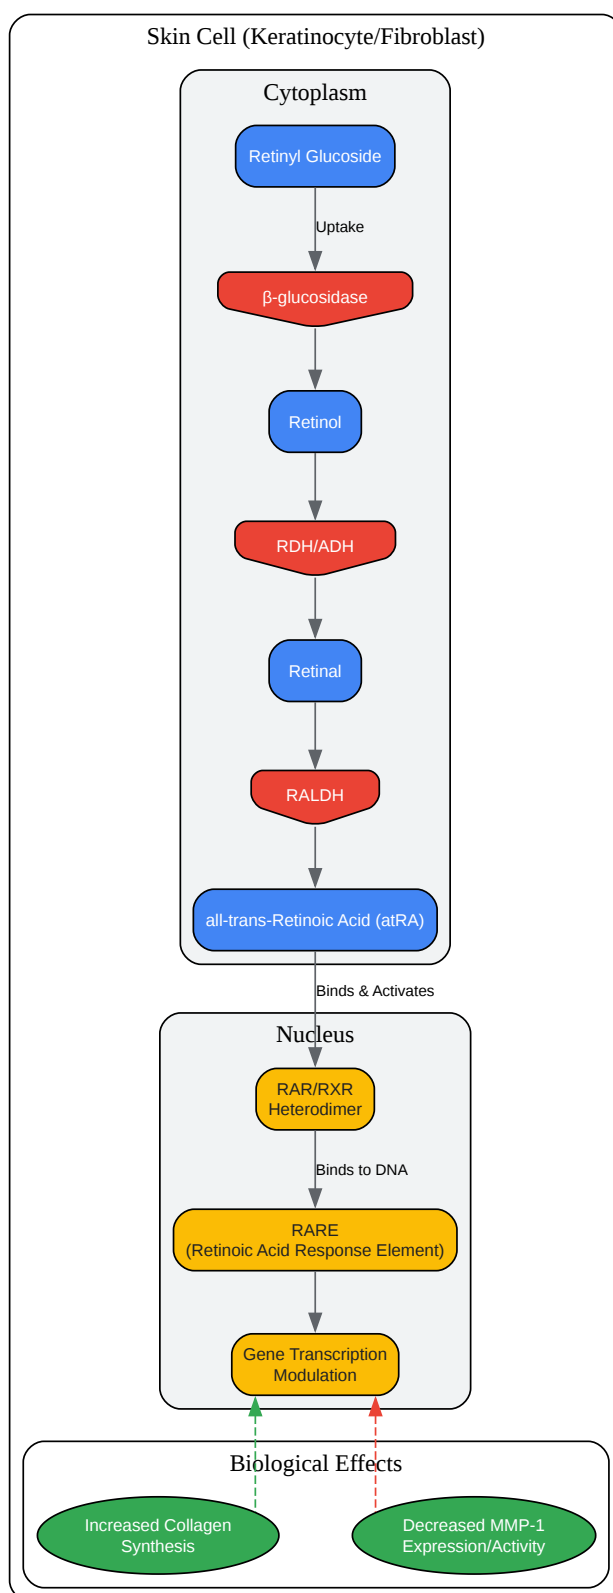 Skin Cell (Keratinocyte/Fibroblast)
Cytoplasm
Retinyl Glucoside
Uptake
β-glucosidase
Retinol
RDH/ADH
Retinal
RALDH
all-trans-Retinoic Acid (atRA)
Binds & Activates
Nucleus
RAR/RXR
Heterodimer
Binds to DNA
RARE
(Retinoic Acid Response Element)
Gene Transcription
Modulation
Biological Effects
Increased Collagen
Synthesis
Decreased MMP-1
Expression/Activity